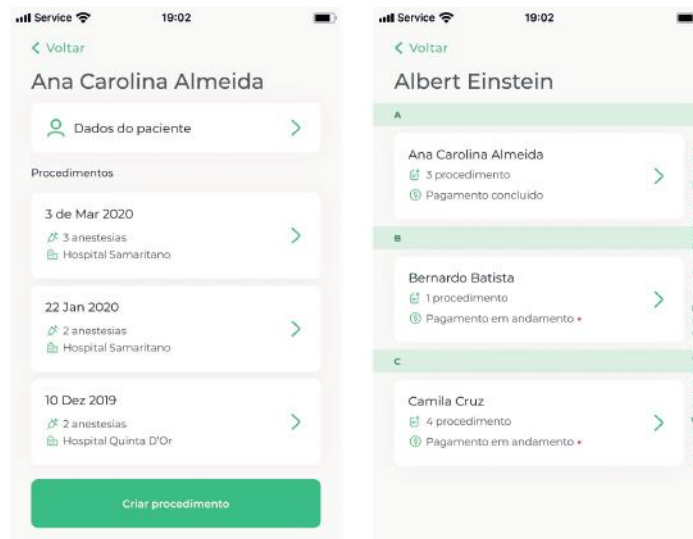 Service 19:02
Voltar
Ana Carolina Almeida
Dados do paciente
Procedimentos
3 de Mar 2020
3 anestesias
Hospital Samaritano
22 Jan 2020
2 anestesias
Hospital Samaritano
10 Dez 2019
2 anestesias
Hospital Quinta D'Or
Criar procedimento
Service 19:02
Voltar
Albert Einstein
A
Ana Carolina Almeida
3 procedimento
Pagamento concluido
B
Bernardo Batista
1 procedimento
Pagamento em andamento
C
Camila Cruz
4 procedimento
Pagamento em andamento